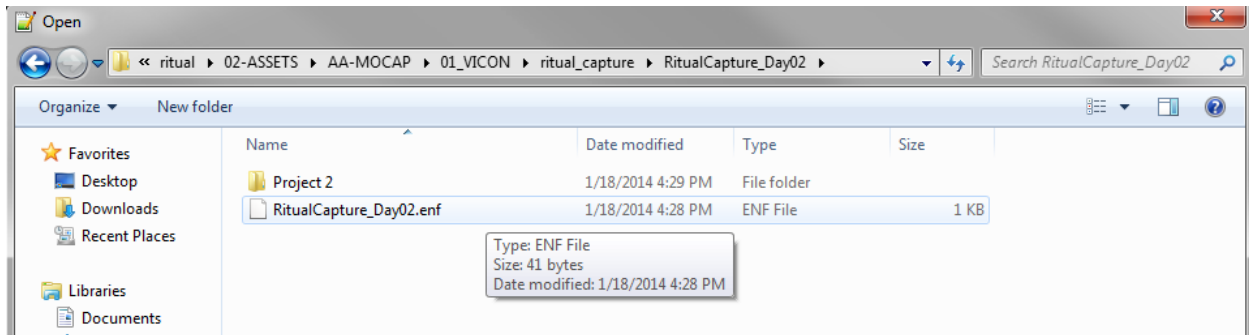 Open
« ritual ▸ 02-ASSETS ▸ AA-MOCAP ▸ 01_VICON ▸ ritual_capture ▸ RitualCapture_Day02 ▸
Search RitualCapture_Day02
Organize ▾ New folder
Favorites
Desktop
Downloads
Recent Places
Libraries
Documents
Name Date modified Type Size
Project 2 1/18/2014 4:29 PM File folder
RitualCapture_Day02.enf 1/18/2014 4:28 PM ENF File 1 KB
Type: ENF File
Size: 41 bytes
Date modified: 1/18/2014 4:28 PM